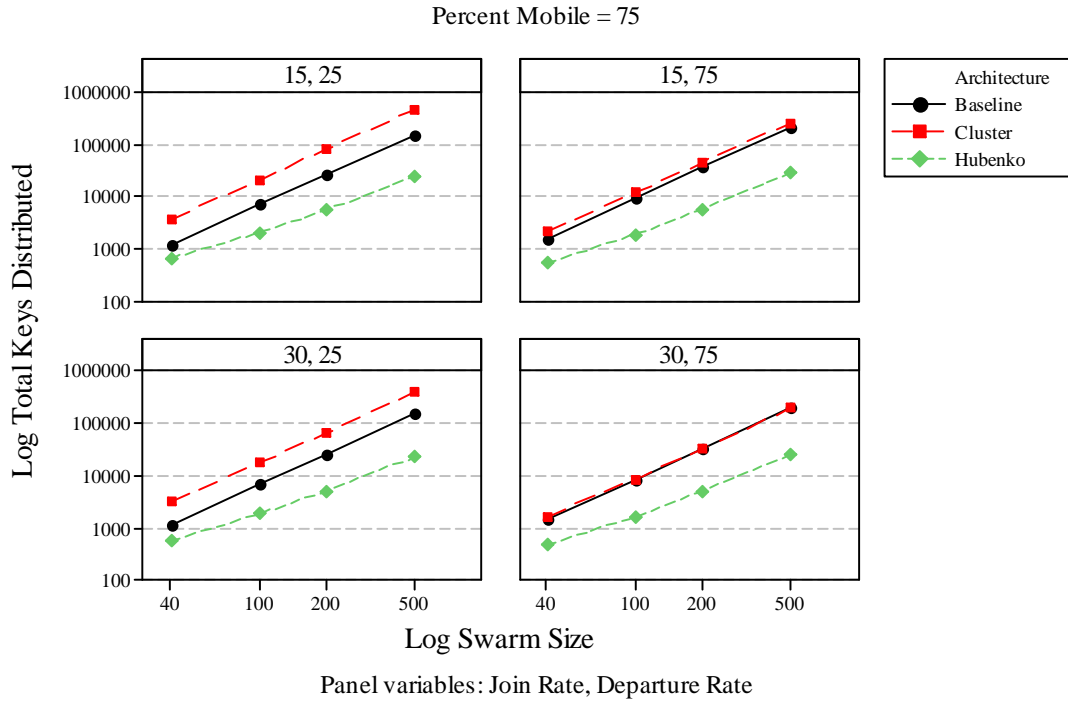 Percent Mobile = 75
15, 25
15, 75
Architecture
Baseline
Cluster
Hubenko
1000000
100000
10000
1000
100
Log Total Keys Distributed
30, 25
30, 75
1000000
100000
10000
1000
100
40
100
200
500
40
100
200
500
Log Swarm Size
Panel variables: Join Rate, Departure Rate